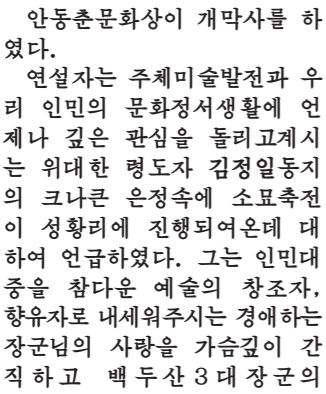 안동춘문화상이 개막사를 하
였다.
연설자는 주체미술발전과 우
리 인민의 문화정서생활에 언
제나 깊은 관심을 돌리고계시
는 위대한 령도자 김정일동지
의 크나큰 은정속에 소묘축전
이 성황리에 진행되여온데 대
하여 언급하였다. 그는 인민대
중을 참다운 예술의 창조자,
향유자로 내세워주시는 경애하는
장군님의 사랑을 가슴깊이 간
직하고 백두산3대장군의